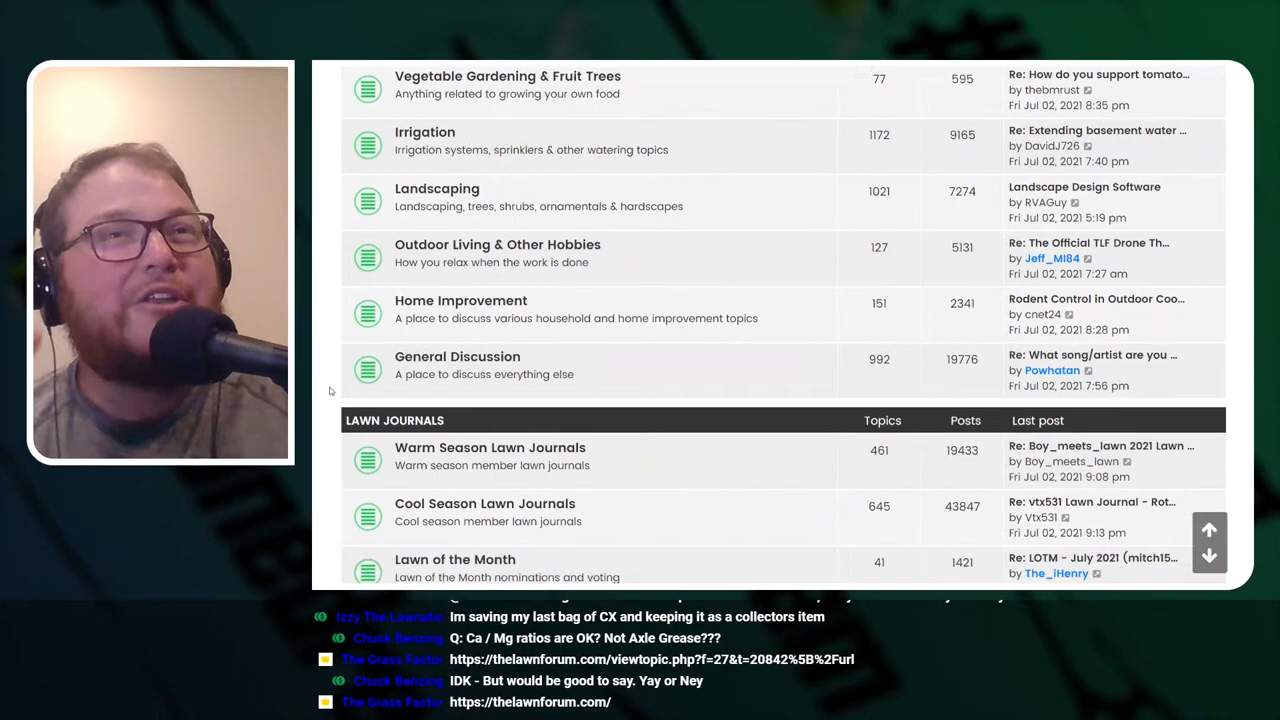 Vegetable Gardening & Fruit Trees
Anything related to growing your own food
77
595
Re: How do you support tomato...
by thebmrust
Fri Jul 02, 2021 8:35 pm
Irrigation
Irrigation systems, sprinklers & other watering topics
1172
9165
Re: Extending basement water ...
by DavidJ726
Fri Jul 02, 2021 7:40 pm
Landscaping
Landscaping, trees, shrubs, ornamentals & hardscapes
1021
7274
Landscape Design Software
by RVAGuy
Fri Jul 02, 2021 5:19 pm
Outdoor Living & Other Hobbies
How you relax when the work is done
127
5131
Re: The Official TLF Drone Th...
by Jeff_MI84
Fri Jul 02, 2021 7:27 am
Home Improvement
A place to discuss various household and home improvement topics
151
2341
Rodent Control in Outdoor Coo...
by cnet24
Fri Jul 02, 2021 8:28 pm
General Discussion
A place to discuss everything else
992
19776
Re: What song/artist are you ...
by Powhatan
Fri Jul 02, 2021 7:56 pm
LAWN JOURNALS Topics Posts Last post
Warm Season Lawn Journals
Warm season member lawn journals
461
19433
Re: Boy_meets_lawn 2021 Lawn ...
by Boy_meets_lawn
Fri Jul 02, 2021 9:08 pm
Cool Season Lawn Journals
Cool season member lawn journals
645
43847
Re: vtx531 Lawn Journal - Rot...
by Vtx531
Fri Jul 02, 2021 9:13 pm
Lawn of the Month
Lawn of the Month nominations and voting
41
1421
Re: LOTM - July 2021 (mitch15...
by The_iHenry
Izzy The Lawnatic Im saving my last bag of CX and keeping it as a collectors item
Chuck Benzing Q: Ca / Mg ratios are OK? Not Axle Grease???
The Grass Factor https://thelawnforum.com/viewtopic.php?f=27&t=20842%5B%2Furl
Chuck Benzing IDK - But would be good to say. Yay or Ney
The Grass Factor https://thelawnforum.com/